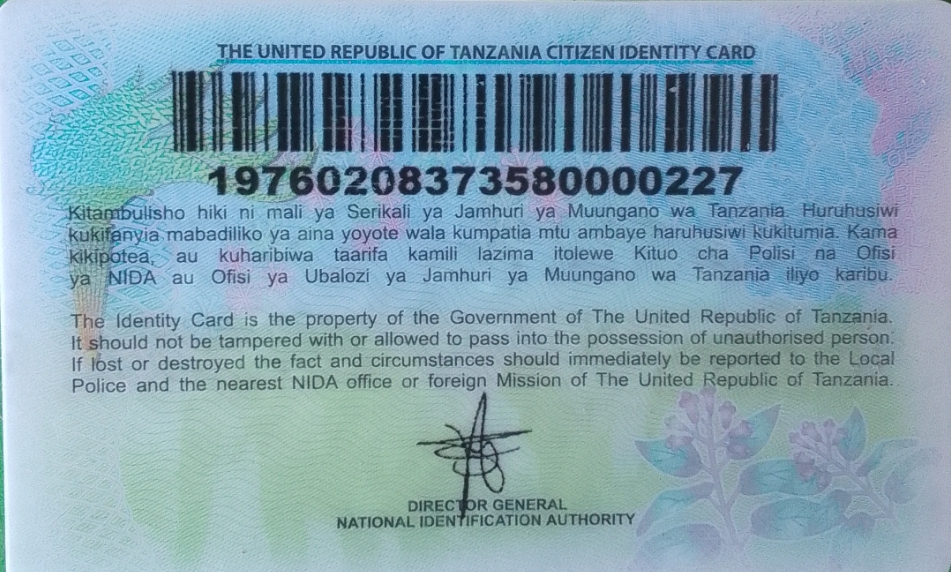 THE UNITED REPUBLIC OF TANZANIA CITIZEN IDENTITY CARD
19760208373580000227
Kitambulisho hiki ni mali ya Serikali ya Jamhuri ya Muungano wa Tanzania. Huruhusiwi
kukifanyia mabadiliko ya aina yoyote wala kumpatia mtu ambaye haruhusiwi kukitumia. Kama
kikipotea, au kuharibiwa taarifa kamili lazima itolewe Kituo cha Polisi na Ofisi
ya NIDA au Ofisi ya Ubalozi ya Jamhuri ya Muungano wa Tanzania iliyo karibu.
The Identity Card is the property of the Government of The United Republic of Tanzania.
It should not be tampered with or allowed to pass into the possession of unauthorised person.
If lost or destroyed the fact and circumstances should immediately be reported to the Local
Police and the nearest NIDA office or foreign Mission of The United Republic of Tanzania.
DIRECTOR GENERAL
NATIONAL IDENTIFICATION AUTHORITY